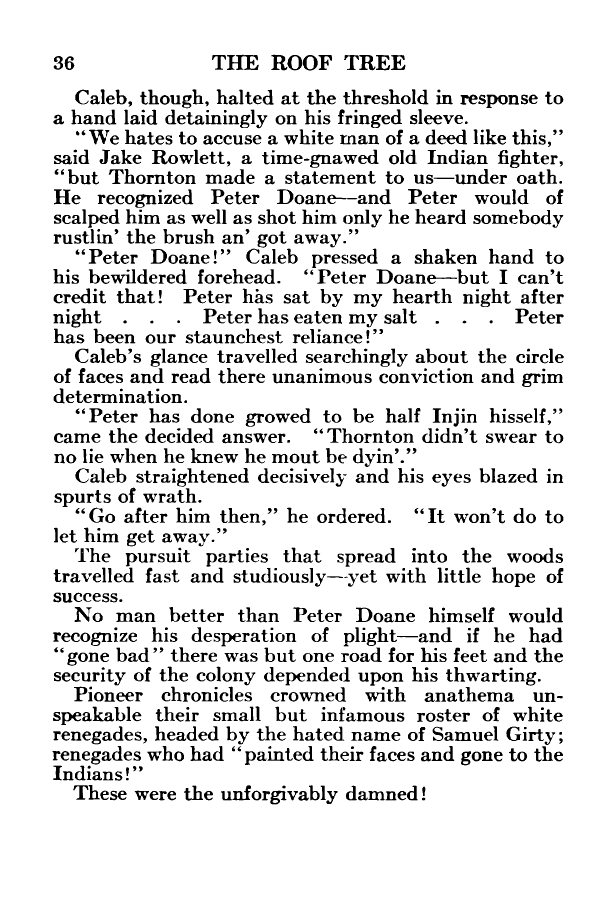 36 THE ROOF TREE
Caleb, though, halted at the threshold in response to
a hand laid detainingly on his fringed sleeve.
"We hates to accuse a white man of a deed like this,"
said Jake Rowlett, a time-gnawed old Indian fighter,
"but Thornton made a statement to us—under oath.
He recognized Peter Doane—and Peter would of
scalped him as well as shot him only he heard somebody
rustlin' the brush an' got away."
"Peter Doane!" Caleb pressed a shaken hand to
his bewildered forehead. "Peter Doane—but I can't
credit that! Peter has sat by my hearth night after
night . . . Peter has eaten my salt . . . Peter
has been our staunchest reliance!"
Caleb's glance travelled searchingly about the circle
of faces and read there unanimous conviction and grim
determination.
"Peter has done growed to be half Injin hisself,"
came the decided answer. "Thornton didn't swear to
no lie when he knew he mout be dyin'."
Caleb straightened decisively and his eyes blazed in
spurts of wrath.
"Go after him then," he ordered. "It won't do to
let him get away."
The pursuit parties that spread into the woods
travelled fast and studiously—yet with little hope of
success.
No man better than Peter Doane himself would
recognize his desperation of plight—and if he had
"gone bad" there was but one road for his feet and the
security of the colony depended upon his thwarting.
Pioneer chronicles crowned with anathema un-
speakable their small but infamous roster of white
renegades, headed by the hated name of Samuel Girty;
renegades who had "painted their faces and gone to the
Indians!"
These were the unforgivably damned!